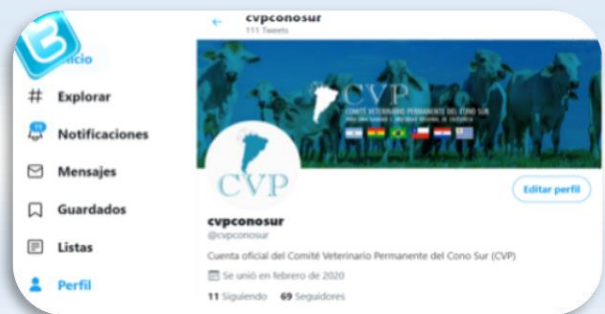 Inicio
Explorar
Notificaciones
Mensajes
Guardados
Listas
Perfil
cvpconosur
111 Tweets
CVP
COMITÉ VETERINARIO PERMANENTE DEL CONO SUR
CVP
Editar perfil
cvpconosur
@cvpconosur
Cuenta oficial del Comité Veterinario Permanente del Cono Sur (CVP)
Se unió en febrero de 2020
11 Siguiendo 69 Seguidores